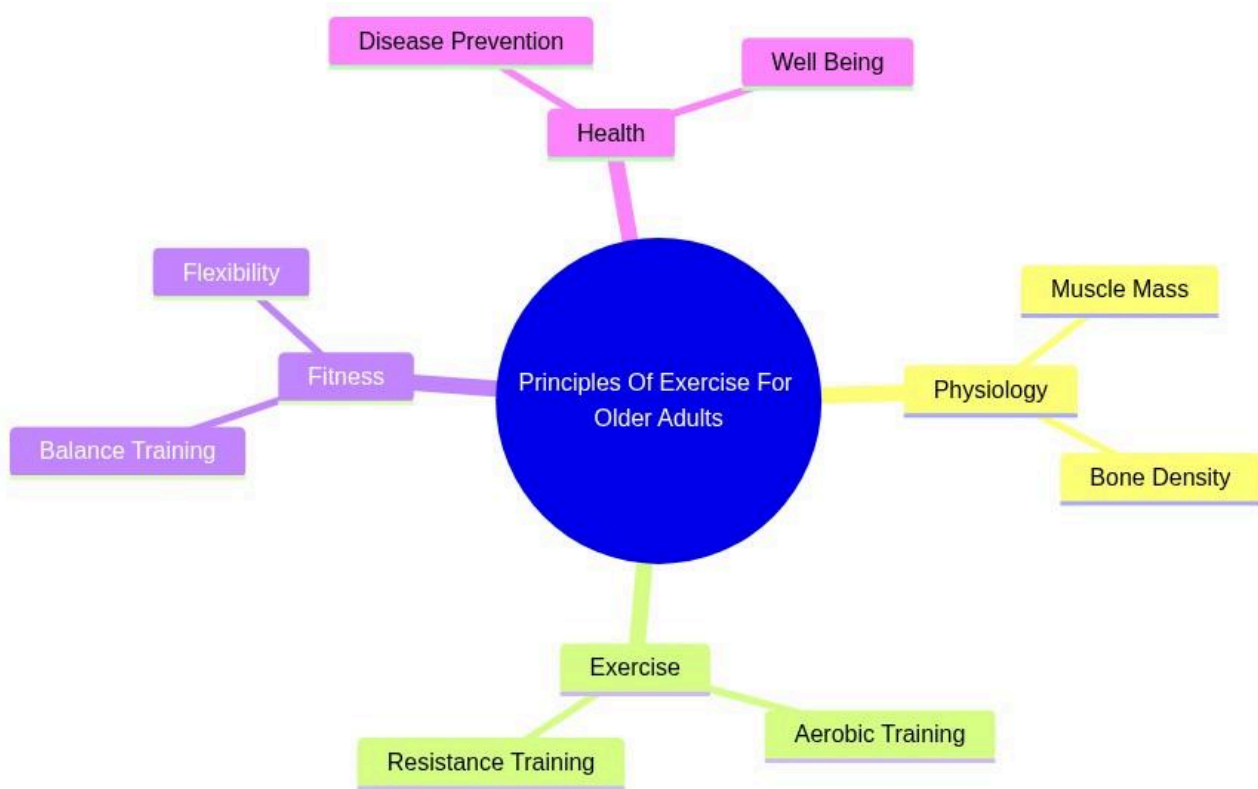 Disease Prevention
Well Being
Health
Flexibility
Muscle Mass
Fitness
Principles Of Exercise For
Older Adults
Physiology
Balance Training
Bone Density
Exercise
Aerobic Training
Resistance Training